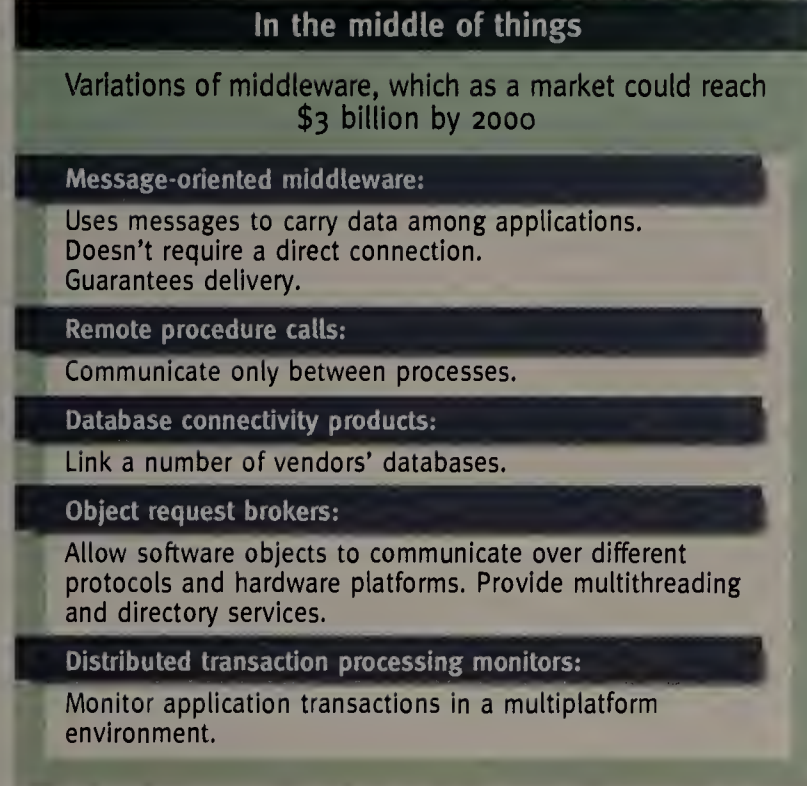 In the middle of things
Variations of middleware, which as a market could reach
$3 billion by 2000
Message-oriented middleware:
Uses messages to carry data among applications.
Doesn't require a direct connection.
Guarantees delivery.
Remote procedure calls:
Communicate only between processes.
Database connectivity products:
Link a number of vendors' databases.
Object request brokers:
Allow software objects to communicate over different
protocols and hardware platforms. Provide multithreading
and directory services.
Distributed transaction processing monitors:
Monitor application transactions in a multiplatform
environment.